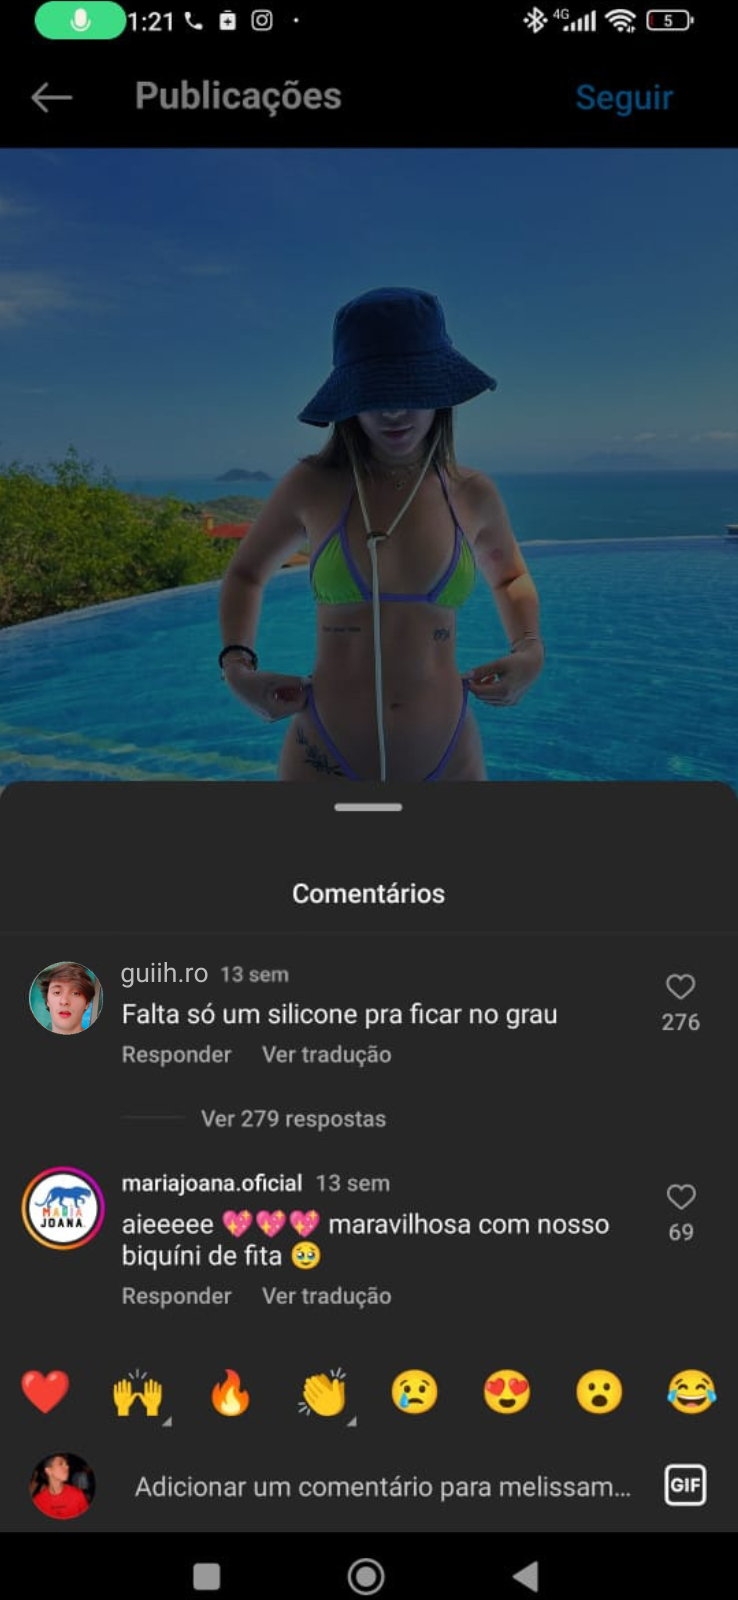 1:21
4G
5
Publicações
Seguir
Comentários
guiih.ro 13 sem
Falta só um silicone pra ficar no grau
276
Responder Ver tradução
Ver 279 respostas
mariajoana.oficial 13 sem
MARIA
JOANA.
aieeeee 💖💖💖 maravilhosa com nosso
biquíni de fita 🥹
69
Responder Ver tradução
Adicionar um comentário para melissam...
GIF